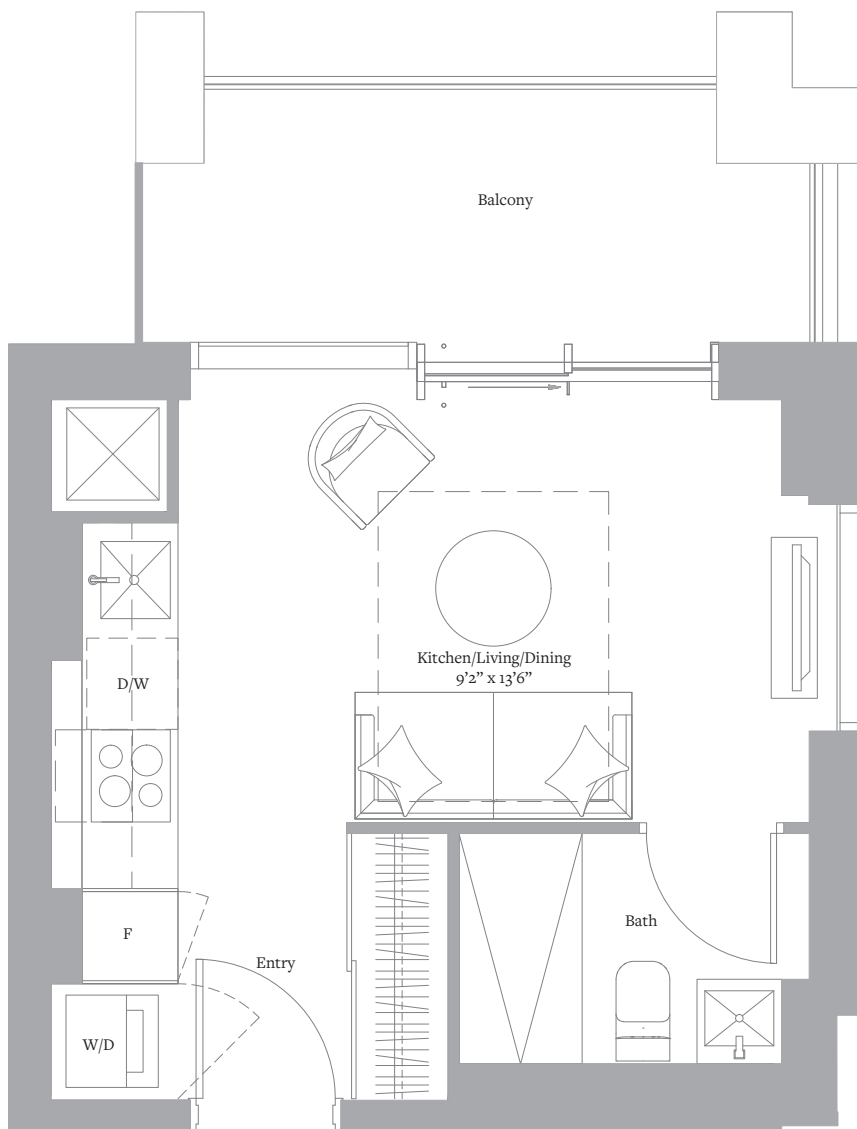 Balcony
D/W
Kitchen/Living/Dining
9’2” x 13’6”
F
Entry
Bath
W/D